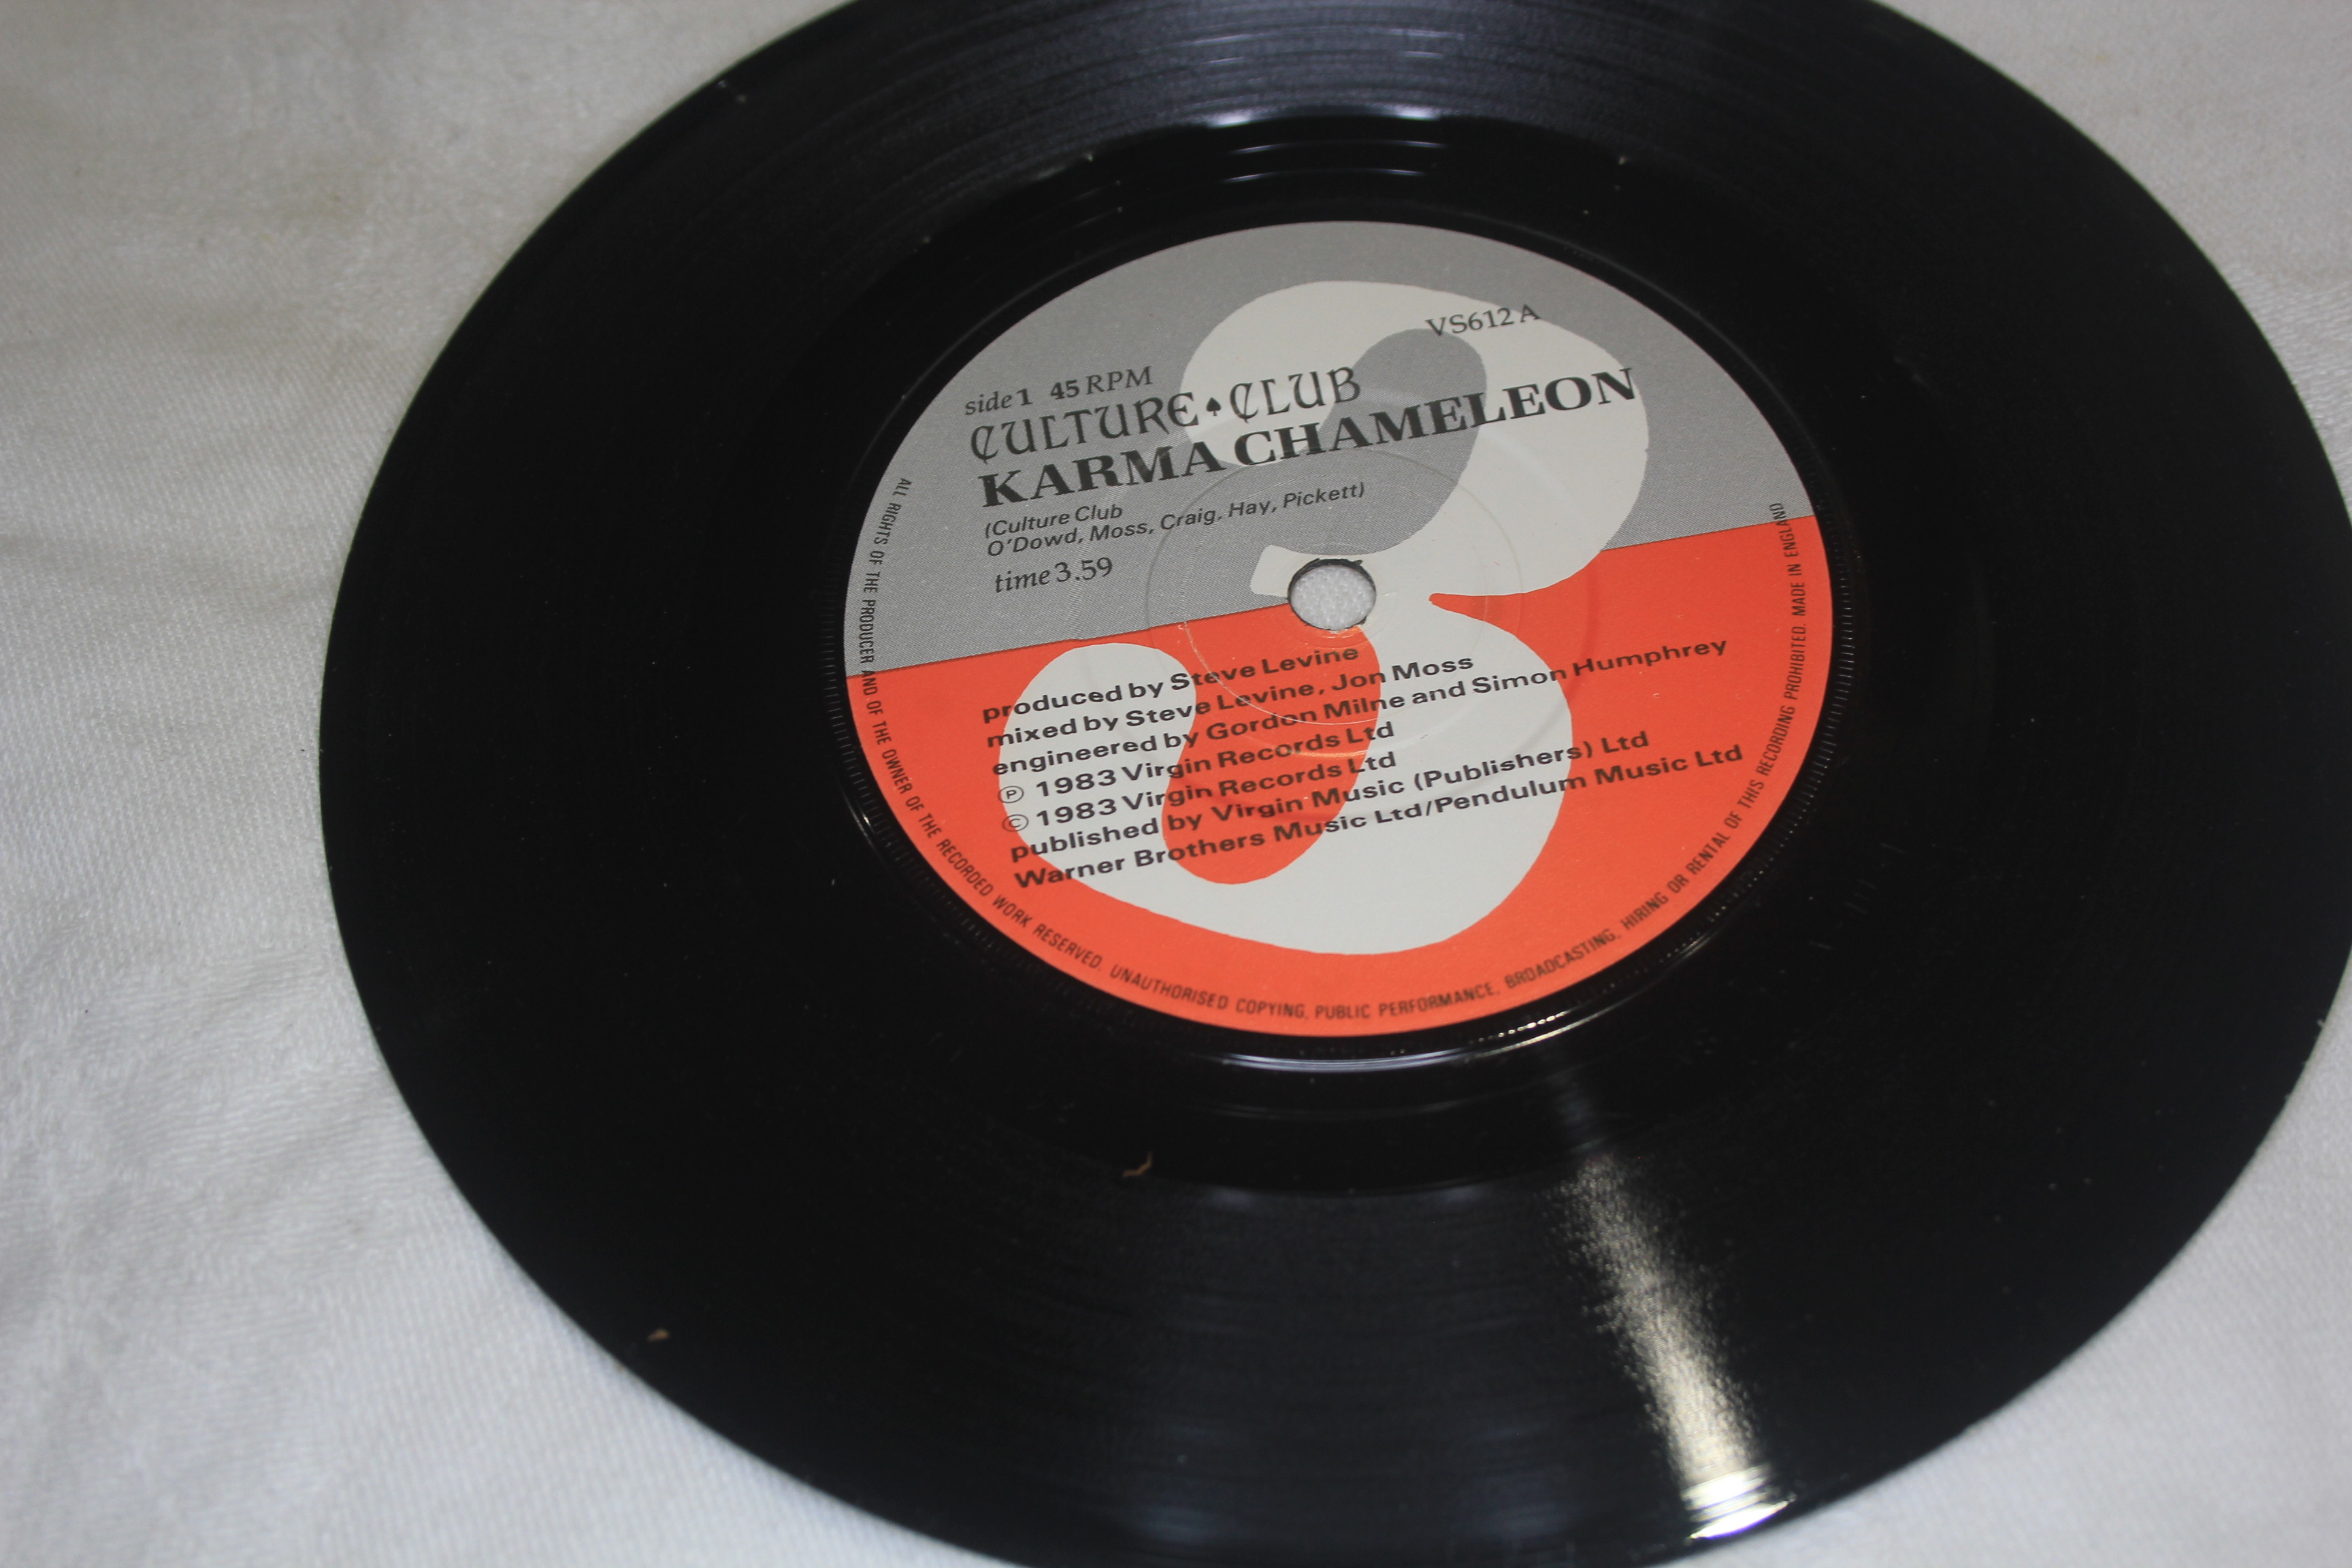 VS612 A
side 1 45 RPM
CULTURE♠CLUB
KARMA CHAMELEON
(Culture Club
O'Dowd, Moss, Craig, Hay, Pickett)
time 3.59
produced by Steve Levine
mixed by Steve Levine, Jon Moss
engineered by Gordon Milne and Simon Humphrey
Ⓟ 1983 Virgin Records Ltd
© 1983 Virgin Records Ltd
published by Virgin Music (Publishers) Ltd
Warner Brothers Music Ltd/Pendulum Music Ltd
ALL RIGHTS OF THE PRODUCER AND OF THE OWNER OF THE RECORDED WORK RESERVED. UNAUTHORISED COPYING, PUBLIC PERFORMANCE, BROADCASTING, HIRING OR RENTAL OF THIS RECORDING PROHIBITED. MADE IN ENGLAND